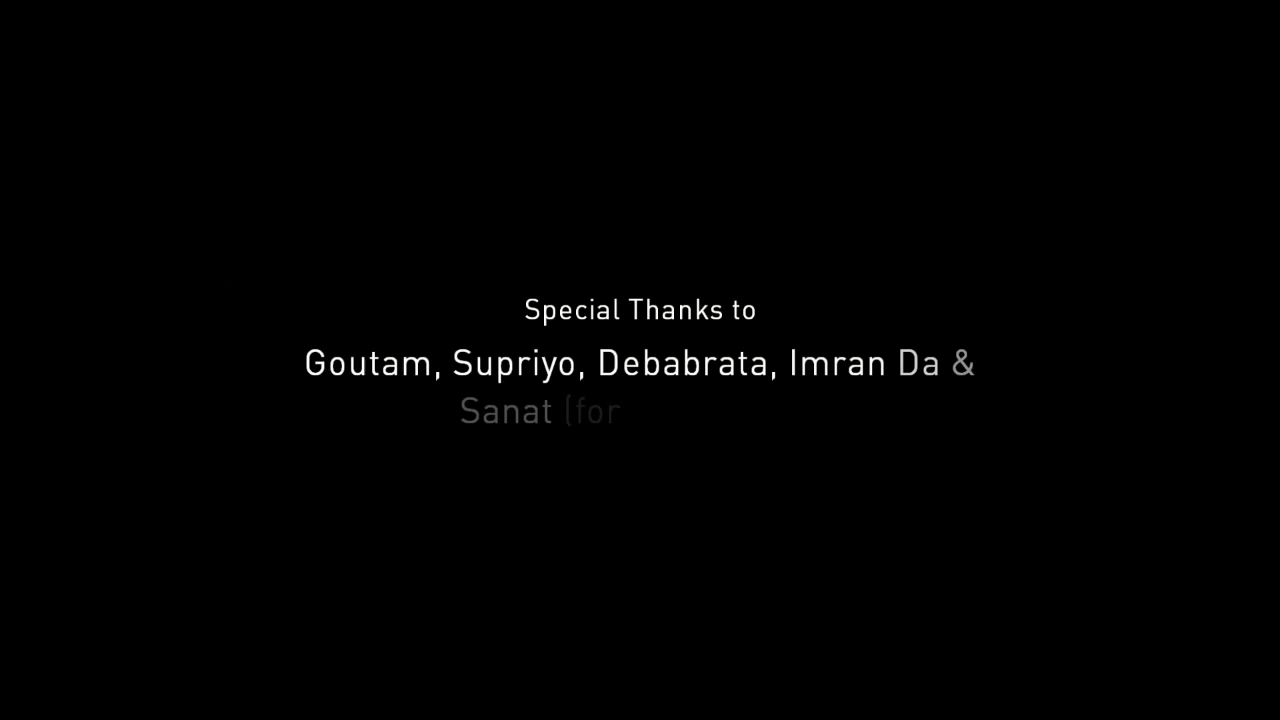 Special Thanks to
Goutam, Supriyo, Debabrata, Imran Da &
Sanat (for